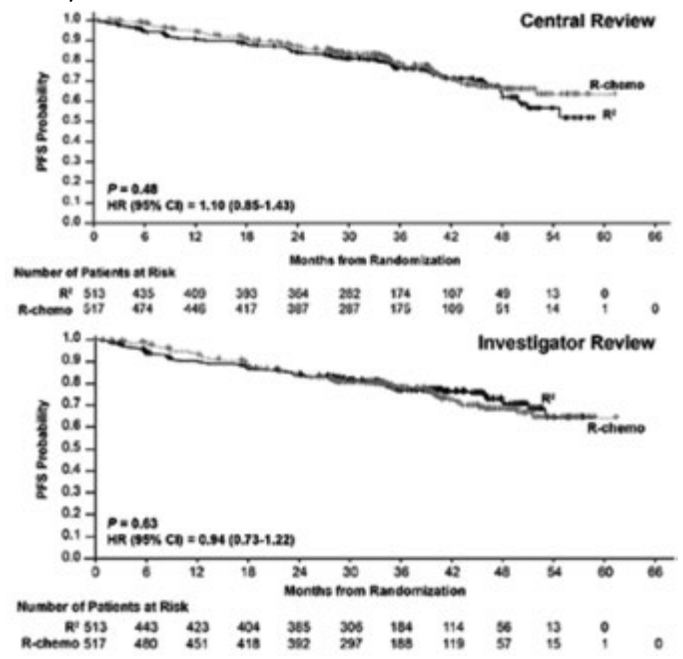 Central Review
1.0
0.9
0.8
0.7
0.6
0.5
0.4
0.3
0.2
0.1
0.0
PFS Probability
R-chemo
R²
P = 0.48
HR (95% CI) = 1.10 (0.85-1.43)
0 6 12 18 24 30 36 42 48 54 60 66
Months from Randomization
Number of Patients at Risk
R² 513 435 409 393 364 282 174 107 49 13 0
R-chemo 517 474 446 417 387 287 175 109 51 14 1 0
Investigator Review
1.0
0.9
0.8
0.7
0.6
0.5
0.4
0.3
0.2
0.1
0.0
PFS Probability
R²
R-chemo
P = 0.63
HR (95% CI) = 0.94 (0.73-1.22)
0 6 12 18 24 30 36 42 48 54 60 66
Months from Randomization
Number of Patients at Risk
R² 513 443 423 404 385 306 184 114 56 13 0
R-chemo 517 480 451 418 392 297 188 119 57 15 1 0